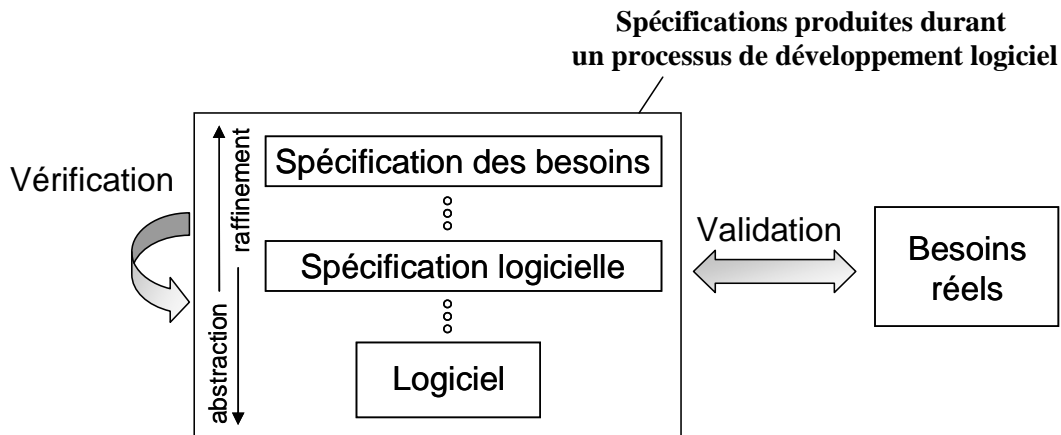 Spécifications produites durant
un processus de développement logiciel
Vérification
abstraction
raffinement
Spécification des besoins
Spécification logicielle
Logiciel
Validation
Besoins
réels